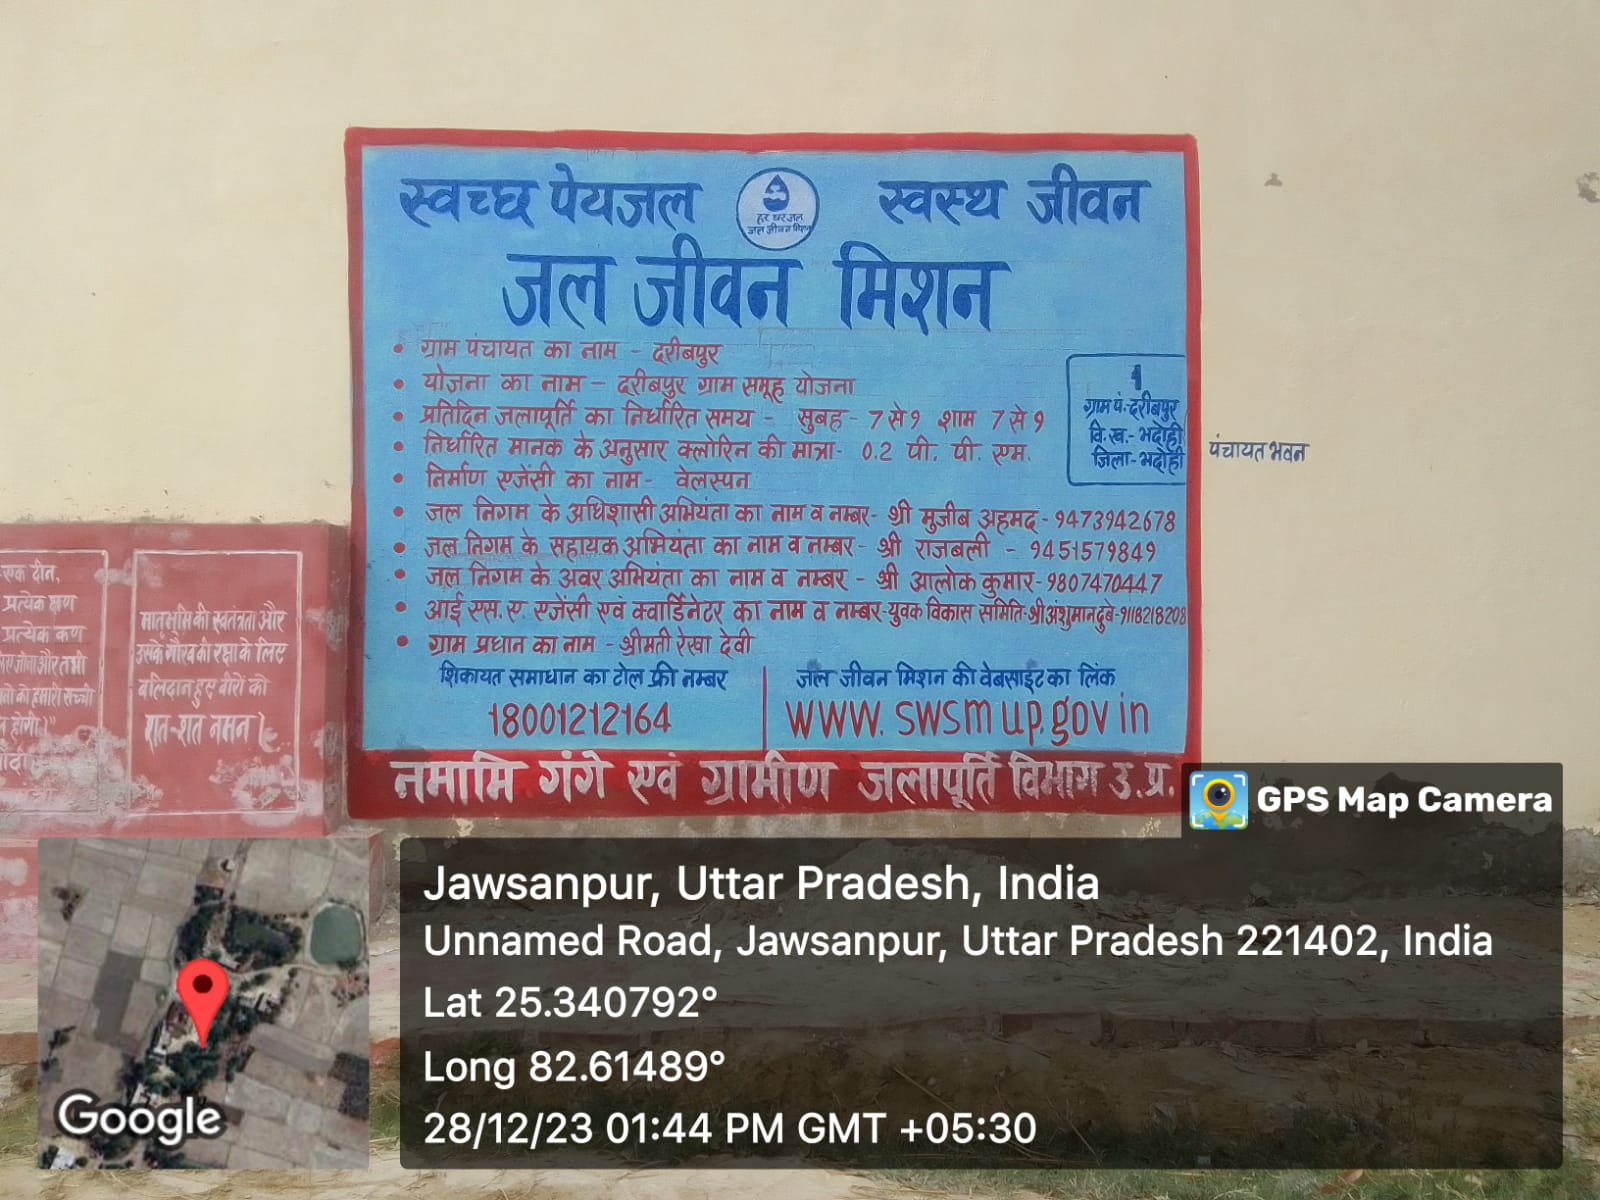 स्वच्छ पेयजल
हर घर जल
जल जीवन मिशन
स्वस्थ जीवन
जल जीवन मिशन
• ग्राम पंचायत का नाम - दरीबपुर
• योजना का नाम - दरीबपुर ग्राम समूह योजना
• प्रतिदिन जलापूर्ति का निर्धारित समय - सुबह - 7 से 9 शाम 7 से 9
• निर्धारित मानक के अनुसार क्लोरिन की मात्रा - 0.2 पी. पी. एम.
• निर्माण एजेंसी का नाम - वेलस्पन
• जल निगम के अधिशासी अभियंता का नाम व नम्बर - श्री मुजीब अहमद - 9473942678
• जल निगम के सहायक अभियंता का नाम व नम्बर - श्री राजबली - 9451579849
• जल निगम के अवर अभियंता का नाम व नम्बर - श्री आलोक कुमार - 9807470447
• आई एस. ए. एजेंसी एवं क्वार्डिनेटर का नाम व नम्बर - युवक विकास समिति - श्री अंशुमान दुबे - 9118218208
• ग्राम प्रधान का नाम - श्रीमती रेखा देवी
1
ग्राम पं. दरीबपुर
वि. ख. - भदोही
जिला - भदोही
पंचायत भवन
शिकायत समाधान का टोल फ्री नम्बर
18001212164
जल जीवन मिशन की वेबसाईट का लिंक
www.swsmup.gov in
नमामि गंगे एवं ग्रामीण जलापूर्ति विभाग उ.प्र.
एक दीन,
प्रत्येक क्षण
प्रत्येक कण
जीना और तभी
को हमारी सच्ची
होगी।"
मातृभूमि की स्वतंत्रता और
उसके गौरव की रक्षा के लिए
बलिदान हुए वीरों को
शत-शत नमन।
GPS Map Camera
Jawsanpur, Uttar Pradesh, India
Unnamed Road, Jawsanpur, Uttar Pradesh 221402, India
Lat 25.340792°
Long 82.61489°
28/12/23 01:44 PM GMT +05:30
Google